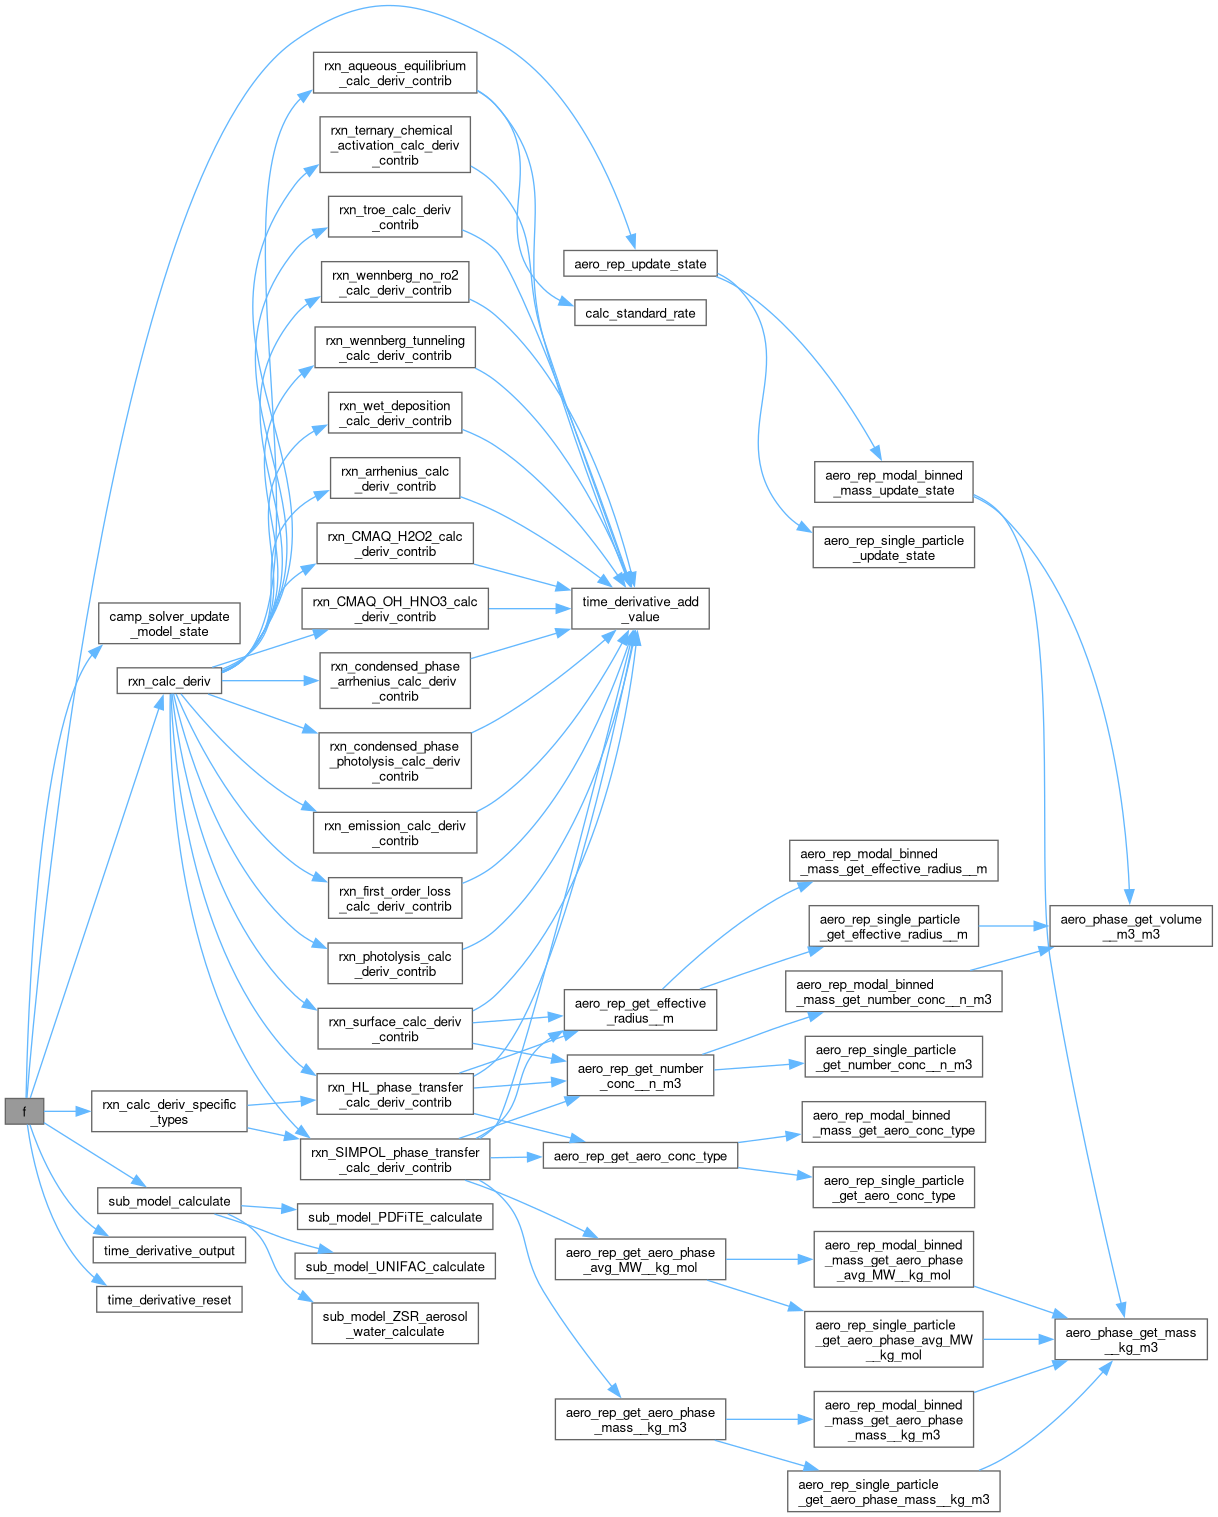 rxn_aqueous_equilibrium
_calc_deriv_contrib
rxn_ternary_chemical
_activation_calc_deriv
_contrib
rxn_troe_calc_deriv
_contrib
aero_rep_update_state
rxn_wennberg_no_ro2
_calc_deriv_contrib
calc_standard_rate
rxn_wennberg_tunneling
_calc_deriv_contrib
rxn_wet_deposition
_calc_deriv_contrib
rxn_arrhenius_calc
_deriv_contrib
aero_rep_modal_binned
_mass_update_state
rxn_CMAQ_H2O2_calc
_deriv_contrib
aero_rep_single_particle
_update_state
rxn_CMAQ_OH_HNO3_calc
_deriv_contrib
time_derivative_add
_value
camp_solver_update
_model_state
rxn_calc_deriv
rxn_condensed_phase
_arrhenius_calc_deriv
_contrib
rxn_condensed_phase
_photolysis_calc_deriv
_contrib
rxn_emission_calc_deriv
_contrib
aero_rep_modal_binned
_mass_get_effective_radius__m
rxn_first_order_loss
_calc_deriv_contrib
aero_rep_single_particle
_get_effective_radius__m
aero_phase_get_volume
__m3_m3
rxn_photolysis_calc
_deriv_contrib
aero_rep_modal_binned
_mass_get_number_conc__n_m3
rxn_surface_calc_deriv
_contrib
aero_rep_get_effective
_radius__m
aero_rep_single_particle
_get_number_conc__n_m3
rxn_HL_phase_transfer
_calc_deriv_contrib
aero_rep_get_number
_conc__n_m3
f
rxn_calc_deriv_specific
_types
aero_rep_modal_binned
_mass_get_aero_conc_type
rxn_SIMPOL_phase_transfer
_calc_deriv_contrib
aero_rep_get_aero_conc_type
aero_rep_single_particle
_get_aero_conc_type
sub_model_calculate
sub_model_PDFiTE_calculate
time_derivative_output
sub_model_UNIFAC_calculate
aero_rep_get_aero_phase
_avg_MW__kg_mol
aero_rep_modal_binned
_mass_get_aero_phase
_avg_MW__kg_mol
time_derivative_reset
sub_model_ZSR_aerosol
_water_calculate
aero_rep_single_particle
_get_aero_phase_avg_MW
__kg_mol
aero_phase_get_mass
__kg_m3
aero_rep_get_aero_phase
_mass__kg_m3
aero_rep_modal_binned
_mass_get_aero_phase
_mass__kg_m3
aero_rep_single_particle
_get_aero_phase_mass__kg_m3